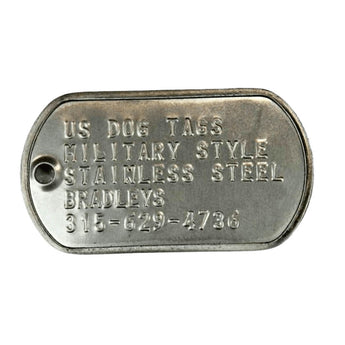 US DOG TAGS
MILITARY STYLE
STAINLESS STEEL
BRADLEYS
315-629-4736